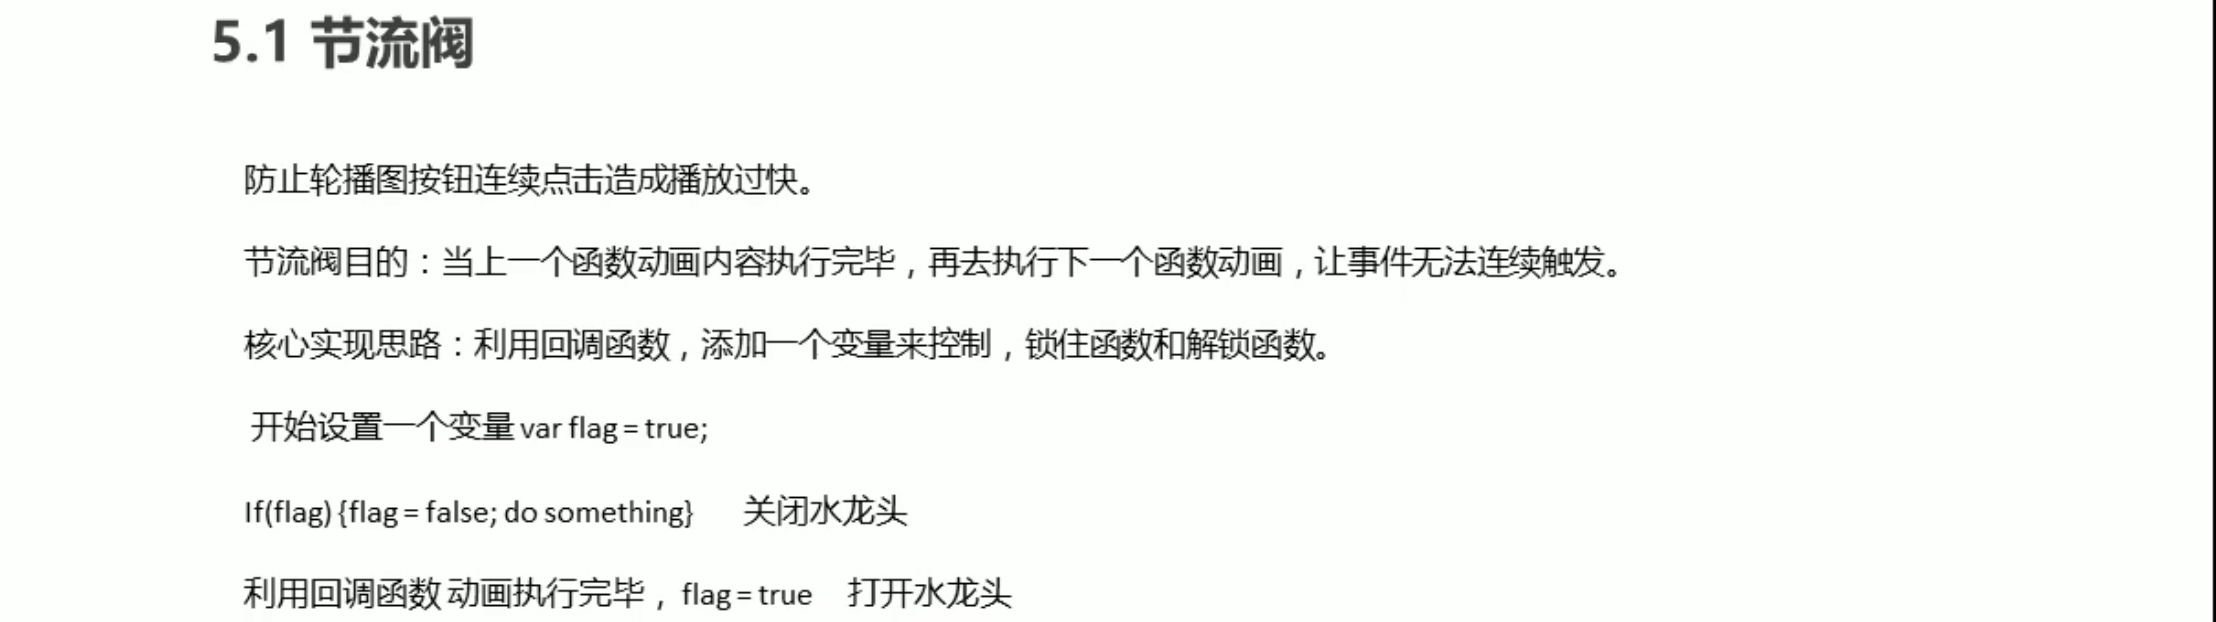 5.1 节流阀
防止轮播图按钮连续点击造成播放过快。
节流阀目的：当上一个函数动画内容执行完毕，再去执行下一个函数动画，让事件无法连续触发。
核心实现思路：利用回调函数，添加一个变量来控制，锁住函数和解锁函数。
开始设置一个变量 var flag = true;
If(flag) {flag = false; do something} 关闭水龙头
利用回调函数 动画执行完毕， flag = true 打开水龙头